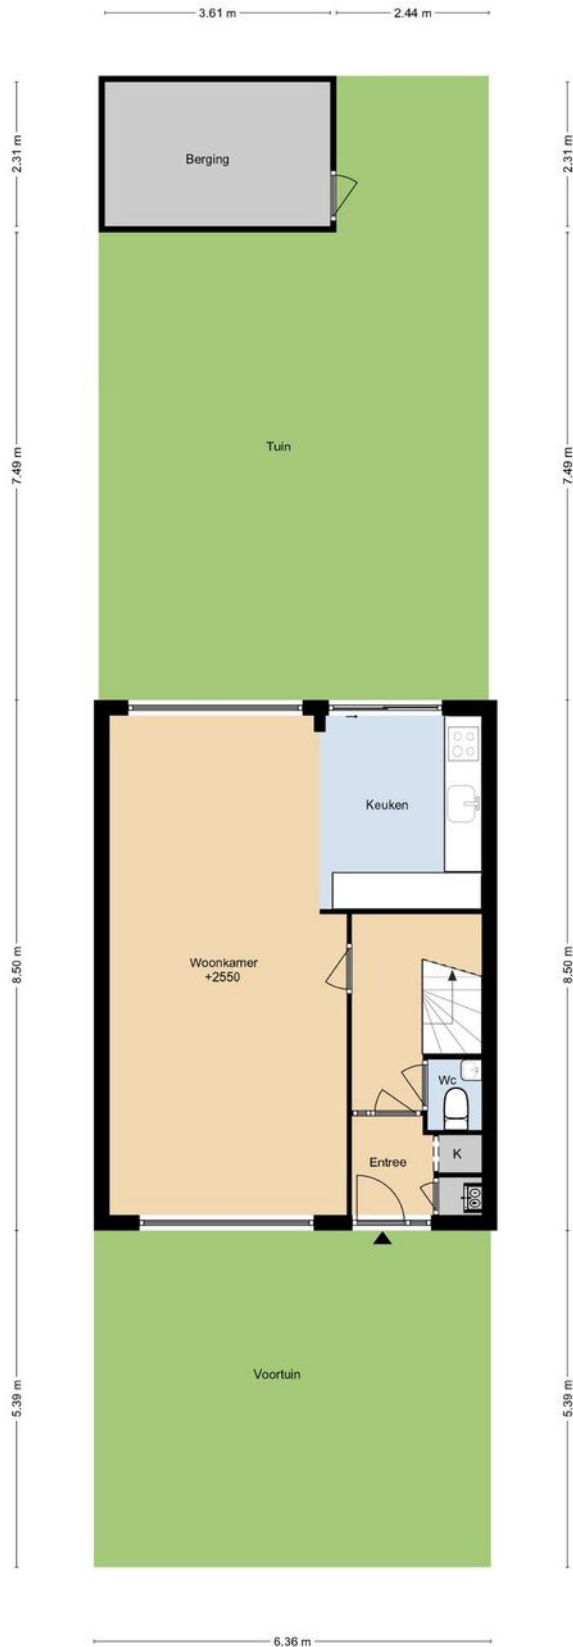 3.61 m
2.44 m
2.31 m
2.31 m
Berging
7.49 m
7.49 m
Tuin
Keuken
8.50 m
8.50 m
Woonkamer
+2550
Wc
K
Entree
5.39 m
5.39 m
Voortuin
6.36 m